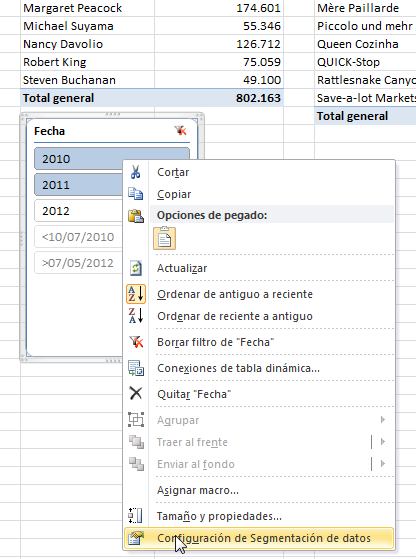 Margaret Peacock 174.601 Mère Paillarde
Michael Suyama 55.346 Piccolo und mehr
Nancy Davolio 126.712 Queen Cozinha
Robert King 75.059 QUICK-Stop
Steven Buchanan 49.100 Rattlesnake Canyo
Total general 802.163 Save-a-lot Markets
Total general
Fecha
2010
2011
2012
<10/07/2010
>07/05/2012
Cortar
Copiar
Opciones de pegado:
Actualizar
Ordenar de antiguo a reciente
Ordenar de reciente a antiguo
Borrar filtro de "Fecha"
Conexiones de tabla dinámica...
Quitar "Fecha"
Agrupar
Traer al frente
Enviar al fondo
Asignar macro...
Tamaño y propiedades...
Configuración de Segmentación de datos